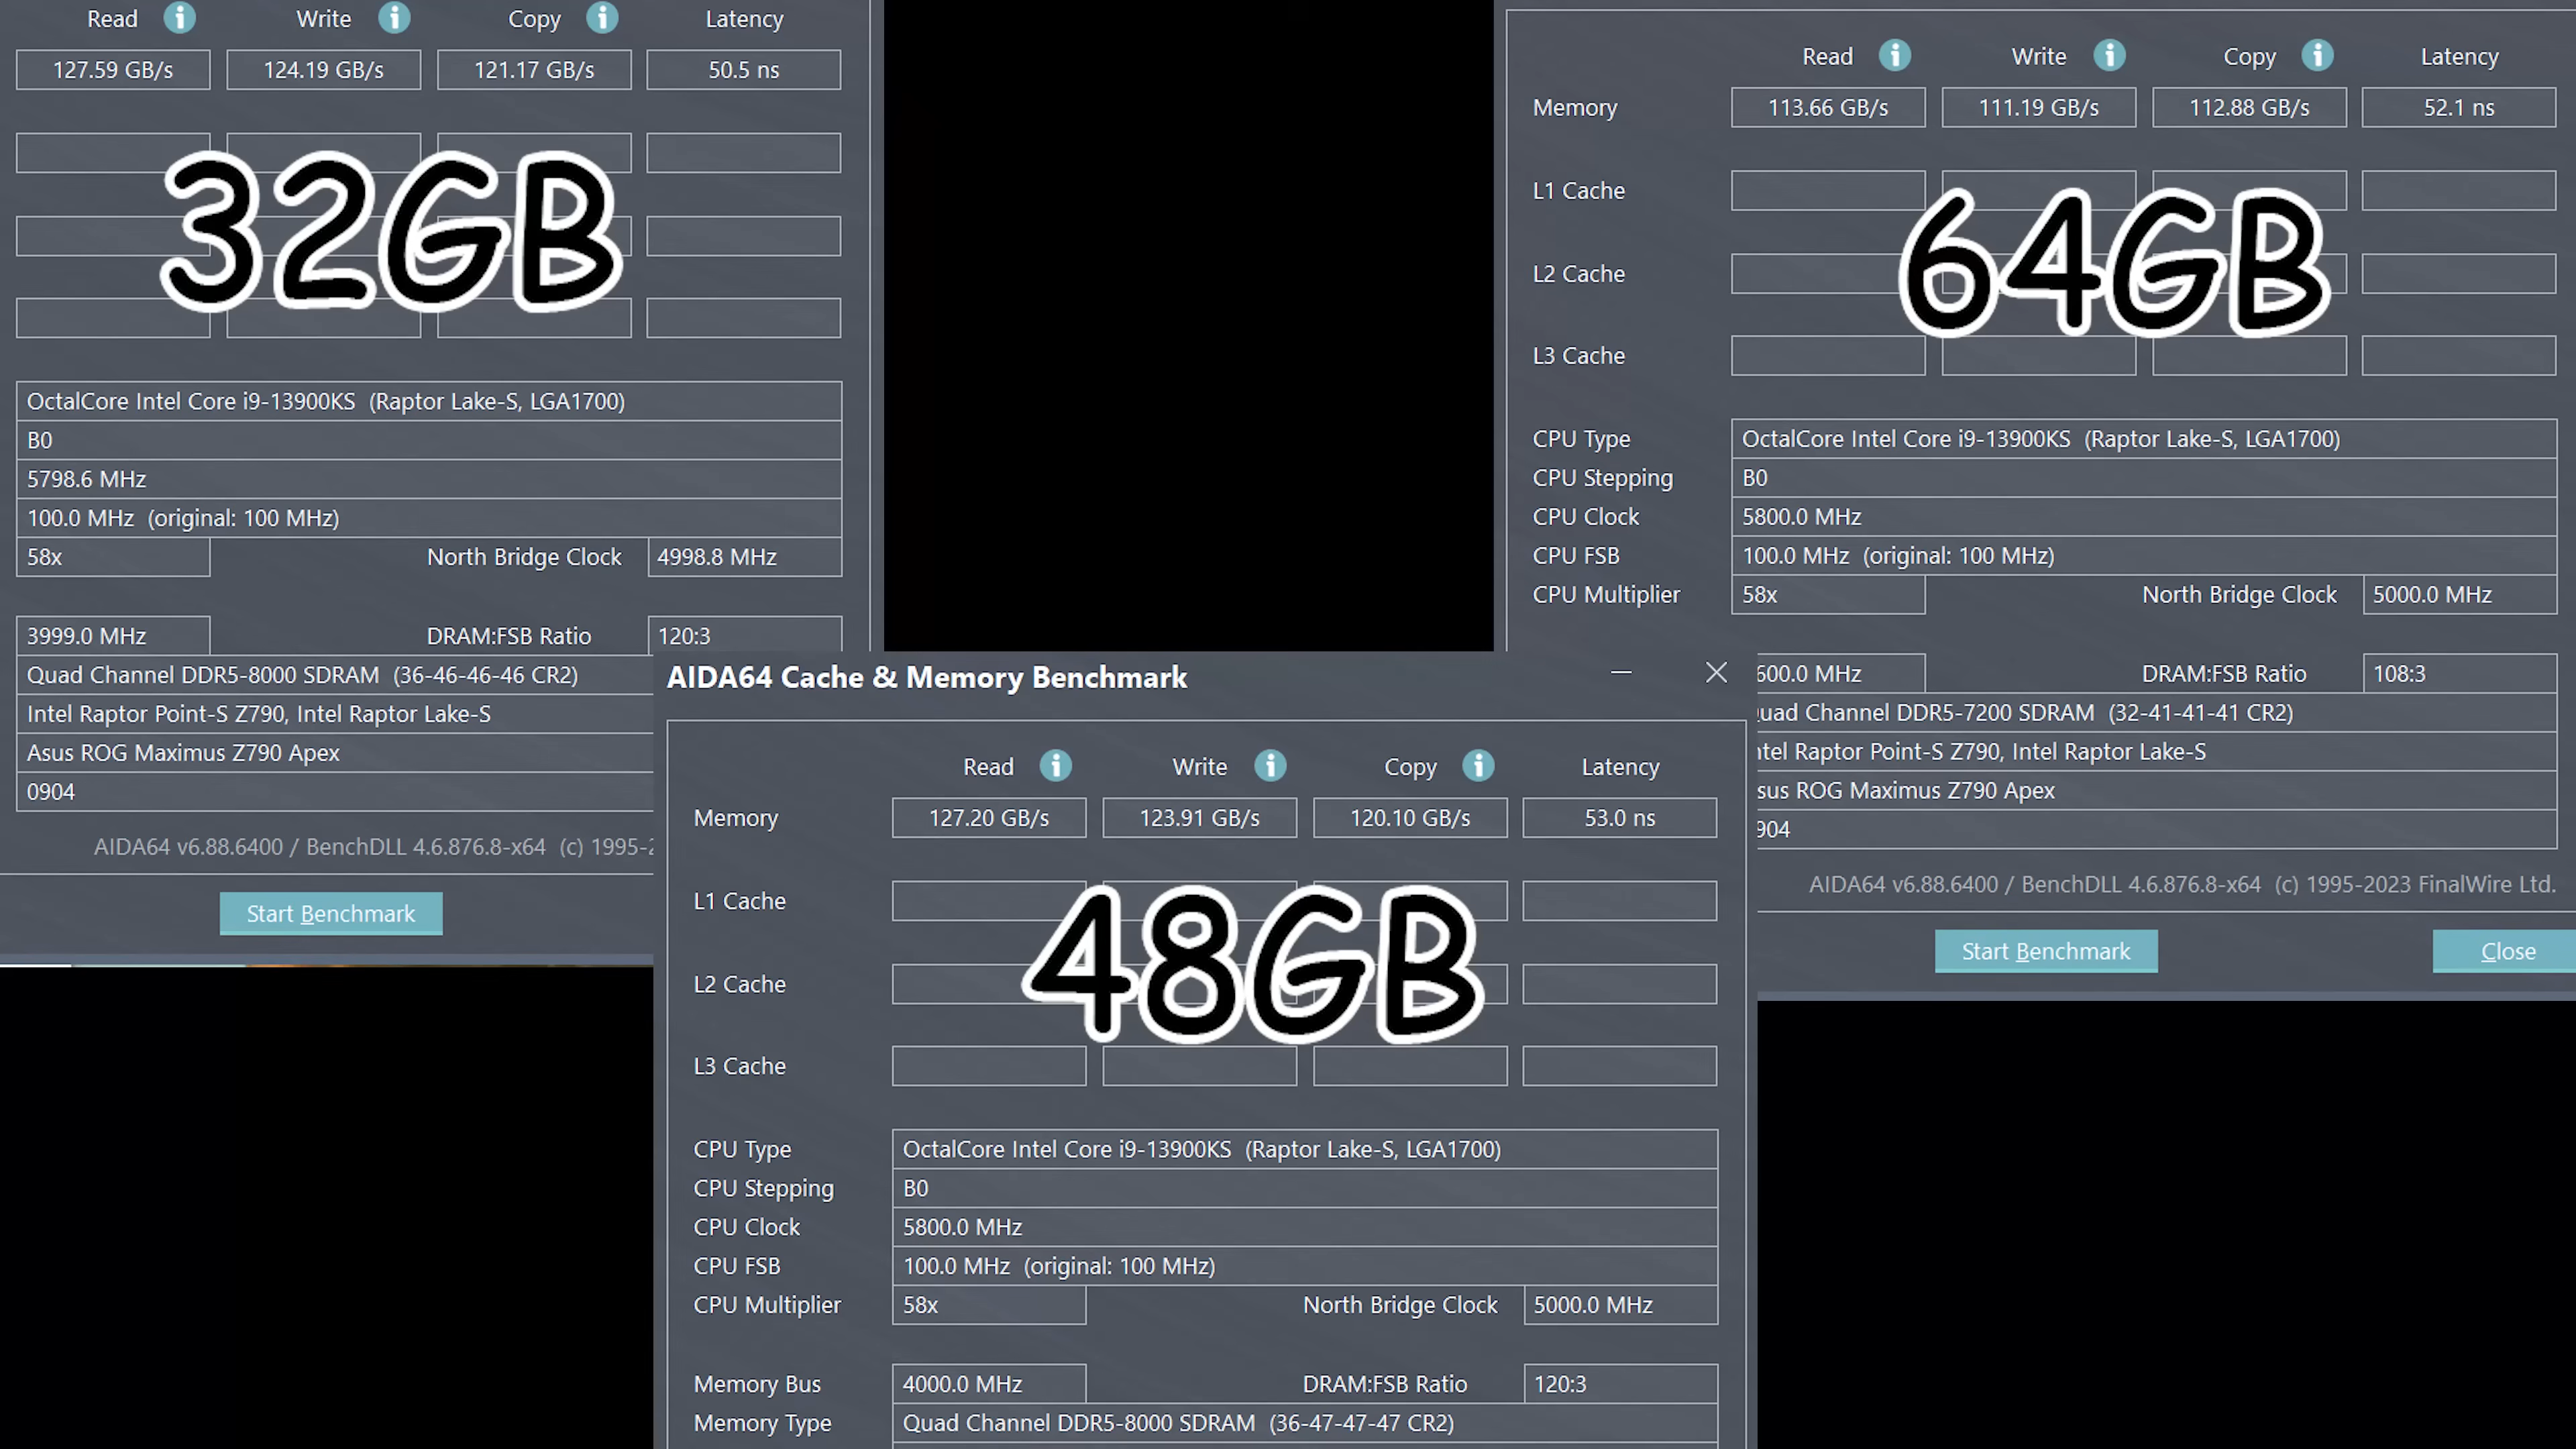 Read Write Copy Latency
127.59 GB/s 124.19 GB/s 121.17 GB/s 50.5 ns
32GB
OctalCore Intel Core i9-13900KS (Raptor Lake-S, LGA1700)
B0
5798.6 MHz
100.0 MHz (original: 100 MHz)
58x North Bridge Clock 4998.8 MHz
3999.0 MHz DRAM:FSB Ratio 120:3
Quad Channel DDR5-8000 SDRAM (36-46-46-46 CR2)
Intel Raptor Point-S Z790, Intel Raptor Lake-S
Asus ROG Maximus Z790 Apex
0904
AIDA64 v6.88.6400 / BenchDLL 4.6.876.8-x64 (c) 1995-
Start Benchmark
Read Write Copy Latency
Memory 113.66 GB/s 111.19 GB/s 112.88 GB/s 52.1 ns
L1 Cache
64GB
L2 Cache
L3 Cache
CPU Type OctalCore Intel Core i9-13900KS (Raptor Lake-S, LGA1700)
CPU Stepping B0
CPU Clock 5800.0 MHz
CPU FSB 100.0 MHz (original: 100 MHz)
CPU Multiplier 58x North Bridge Clock 5000.0 MHz
600.0 MHz DRAM:FSB Ratio 108:3
uad Channel DDR5-7200 SDRAM (32-41-41-41 CR2)
ntel Raptor Point-S Z790, Intel Raptor Lake-S
sus ROG Maximus Z790 Apex
904
AIDA64 v6.88.6400 / BenchDLL 4.6.876.8-x64 (c) 1995-2023 FinalWire Ltd.
Start Benchmark Close
AIDA64 Cache & Memory Benchmark
Read Write Copy Latency
Memory 127.20 GB/s 123.91 GB/s 120.10 GB/s 53.0 ns
L1 Cache
48GB
L2 Cache
L3 Cache
CPU Type OctalCore Intel Core i9-13900KS (Raptor Lake-S, LGA1700)
CPU Stepping B0
CPU Clock 5800.0 MHz
CPU FSB 100.0 MHz (original: 100 MHz)
CPU Multiplier 58x North Bridge Clock 5000.0 MHz
Memory Bus 4000.0 MHz DRAM:FSB Ratio 120:3
Memory Type Quad Channel DDR5-8000 SDRAM (36-47-47-47 CR2)